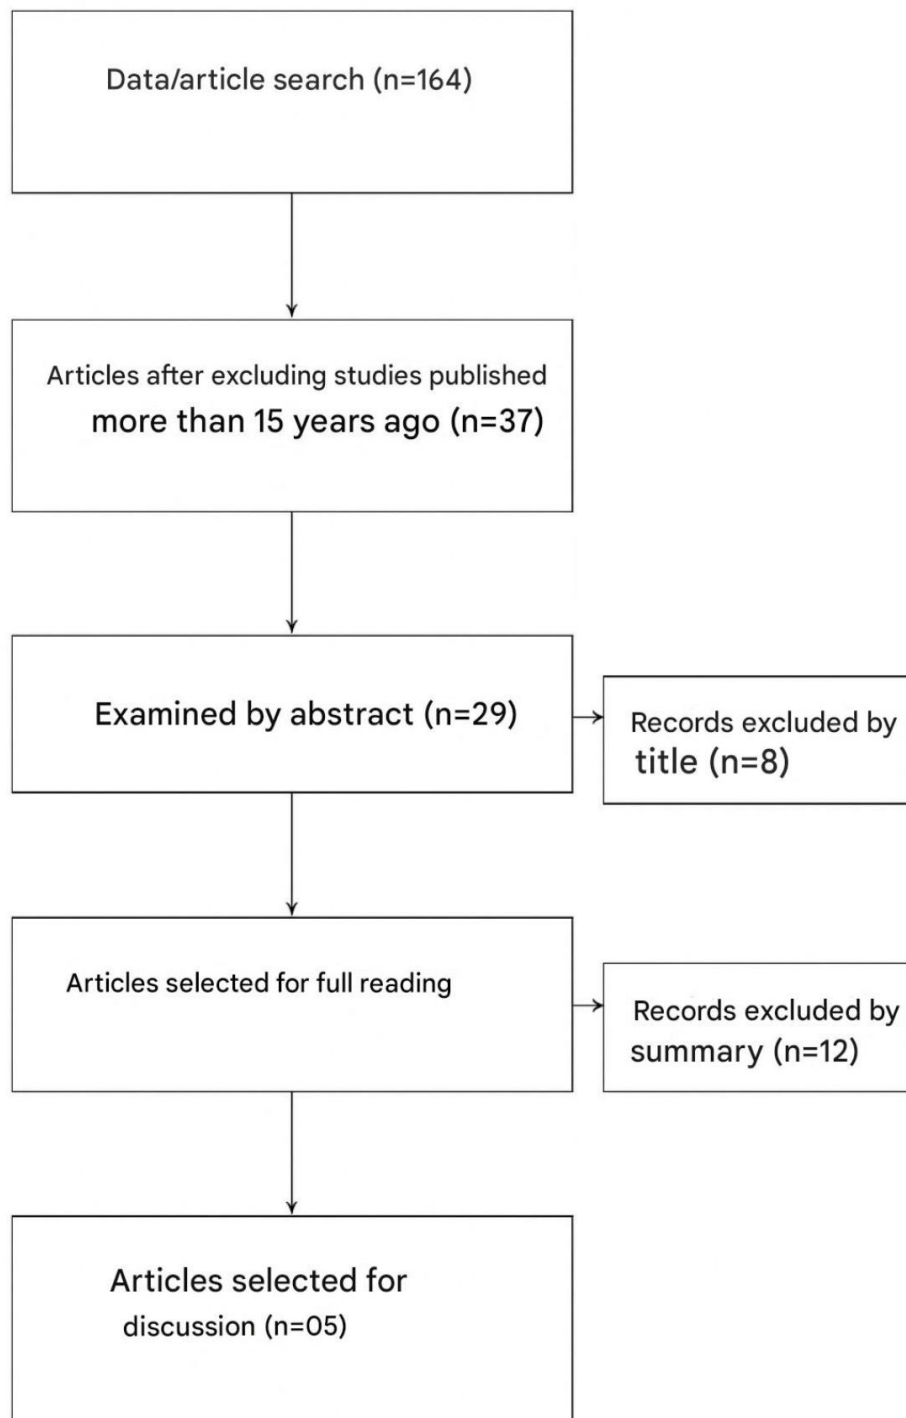 Data/article search (n=164)
Articles after excluding studies published
more than 15 years ago (n=37)
Examined by abstract (n=29)
Records excluded by
title (n=8)
Articles selected for full reading
Records excluded by
summary (n=12)
Articles selected for
discussion (n=05)